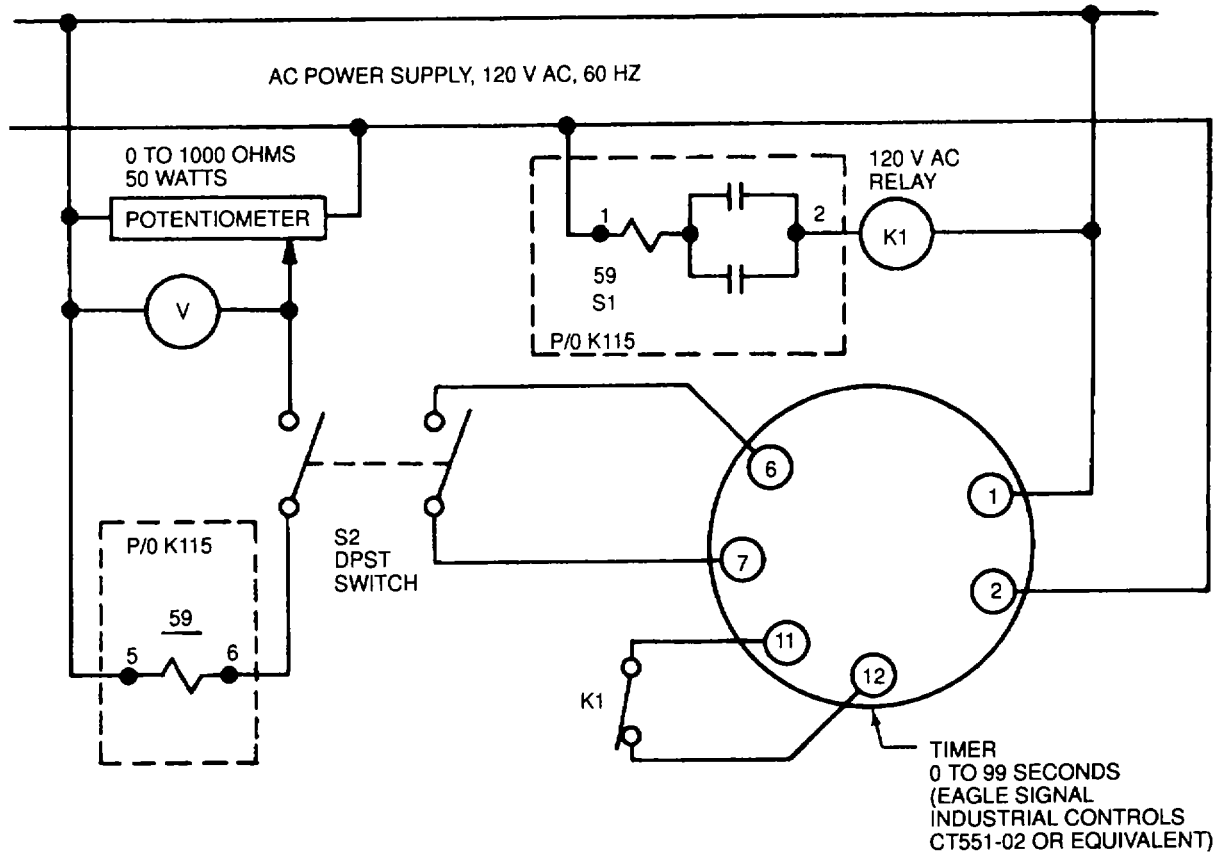 AC POWER SUPPLY, 120 V AC, 60 HZ
0 TO 1000 OHMS
50 WATTS
POTENTIOMETER
V
120 V AC
RELAY
1
2
K1
59
S1
P/0 K115
6
1
7
2
11
12
S2
DPST
SWITCH
P/0 K115
59
5
6
K1
TIMER
0 TO 99 SECONDS
(EAGLE SIGNAL
INDUSTRIAL CONTROLS
CT551-02 OR EQUIVALENT)